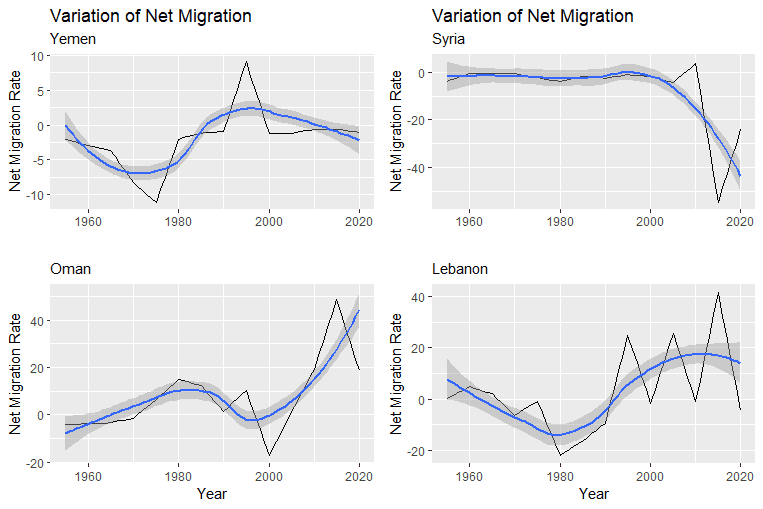 Variation of Net Migration
Yemen
Net Migration Rate
10
5
0
-5
-10
1960 1980 2000 2020
Variation of Net Migration
Syria
Net Migration Rate
0
-20
-40
1960 1980 2000 2020
Oman
Net Migration Rate
40
20
0
-20
1960 1980 2000 2020
Year
Lebanon
Net Migration Rate
40
20
0
-20
1960 1980 2000 2020
Year